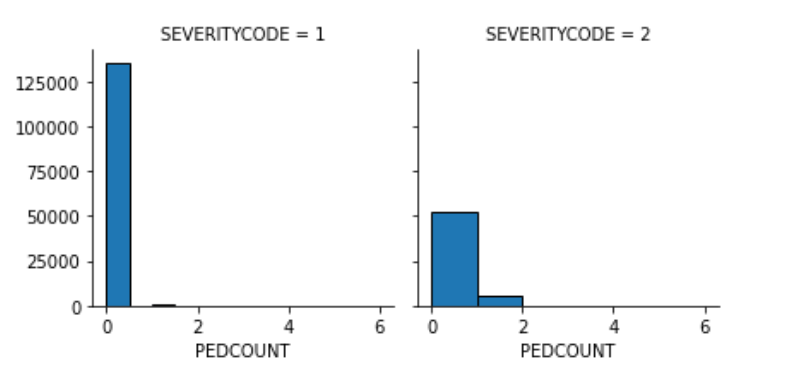 SEVERITYCODE = 1
SEVERITYCODE = 2
125000
100000
75000
50000
25000
0
0 2 4 6
0 2 4 6
PEDCOUNT
PEDCOUNT